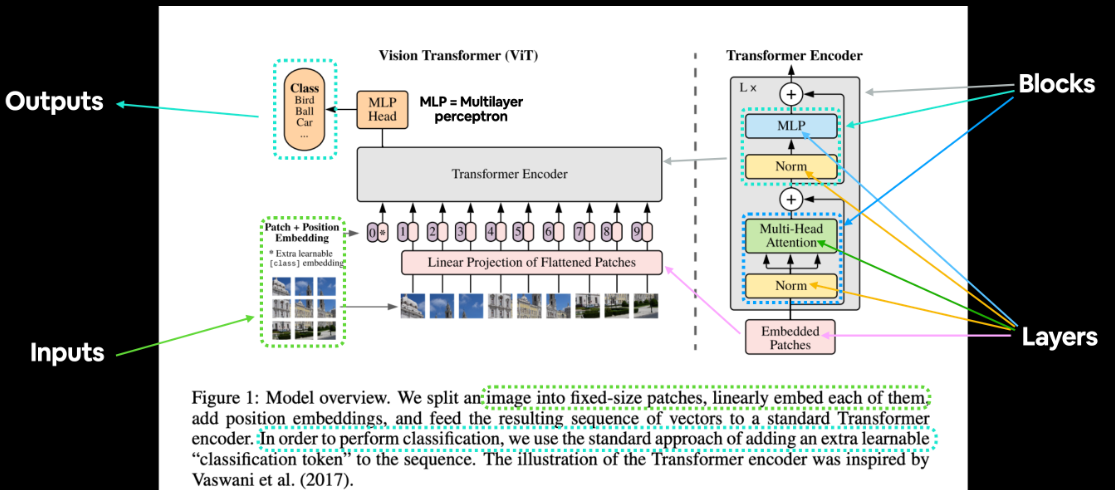 Vision Transformer (ViT)
Transformer Encoder
Outputs
Class
Bird
Ball
Car
...
MLP
Head
MLP = Multilayer
perceptron
Transformer Encoder
Patch + Position
Embedding
* Extra learnable
[class] embedding
0 * 1 2 3 4 5 6 7 8 9
Linear Projection of Flattened Patches
Inputs
L ×
+
MLP
Norm
+
Multi-Head
Attention
Norm
Embedded
Patches
Blocks
Layers
Figure 1: Model overview. We split an image into fixed-size patches, linearly embed each of them,
add position embeddings, and feed the resulting sequence of vectors to a standard Transformer
encoder. In order to perform classification, we use the standard approach of adding an extra learnable
“classification token” to the sequence. The illustration of the Transformer encoder was inspired by
Vaswani et al. (2017).